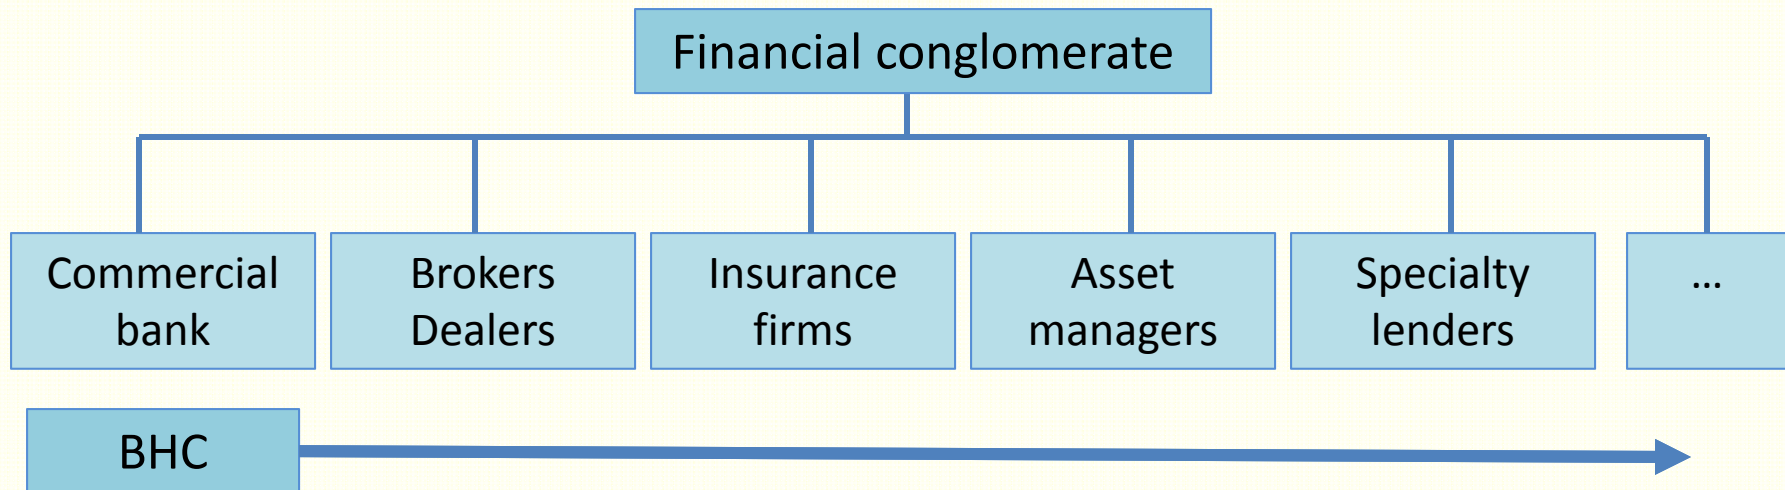 Financial conglomerate
Commercial
bank
Brokers
Dealers
Insurance
firms
Asset
managers
Specialty
lenders
...
BHC